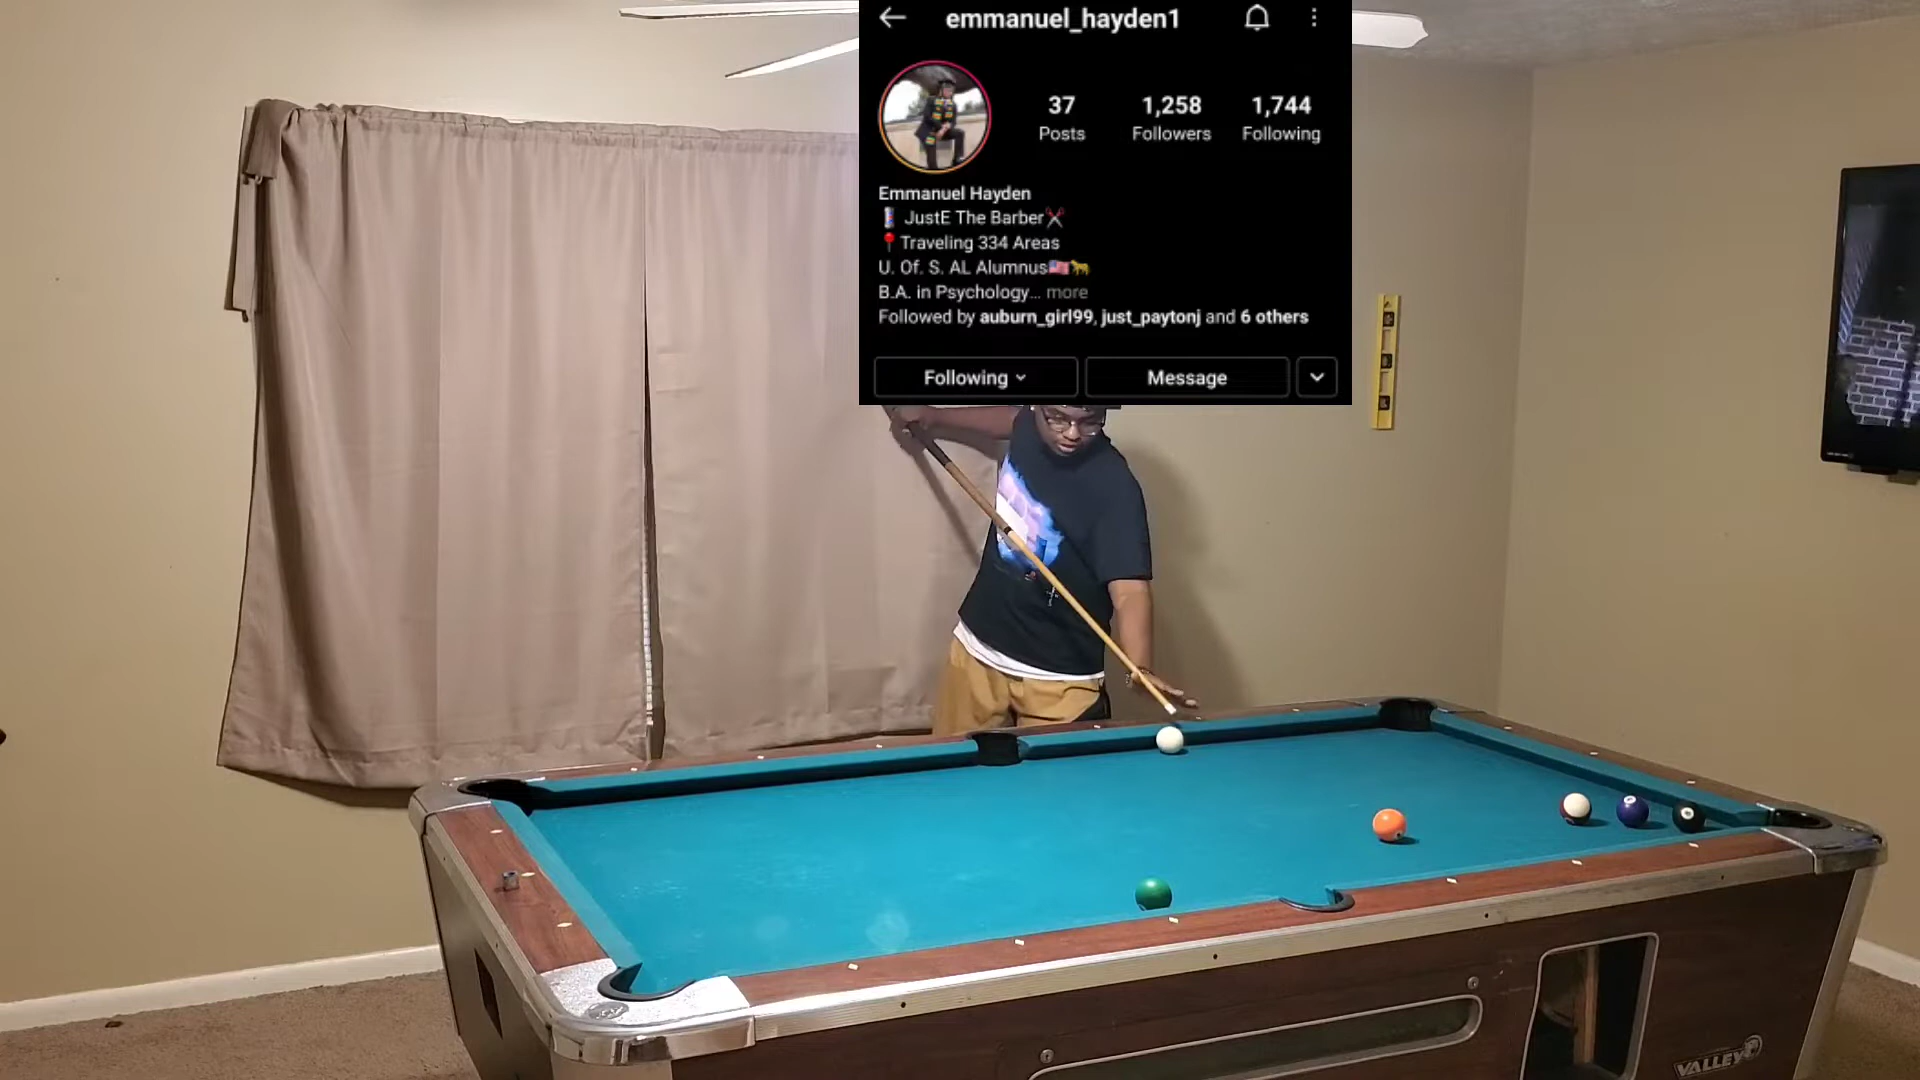 emmanuel_hayden1
37 1,258 1,744
Posts Followers Following
Emmanuel Hayden
💈 JustE The Barber✂️
📍Traveling 334 Areas
U. Of. S. AL Alumnus🇺🇸🐆
B.A. in Psychology... more
Followed by auburn_girl99, just_paytonj and 6 others
Following Message
VALLEY